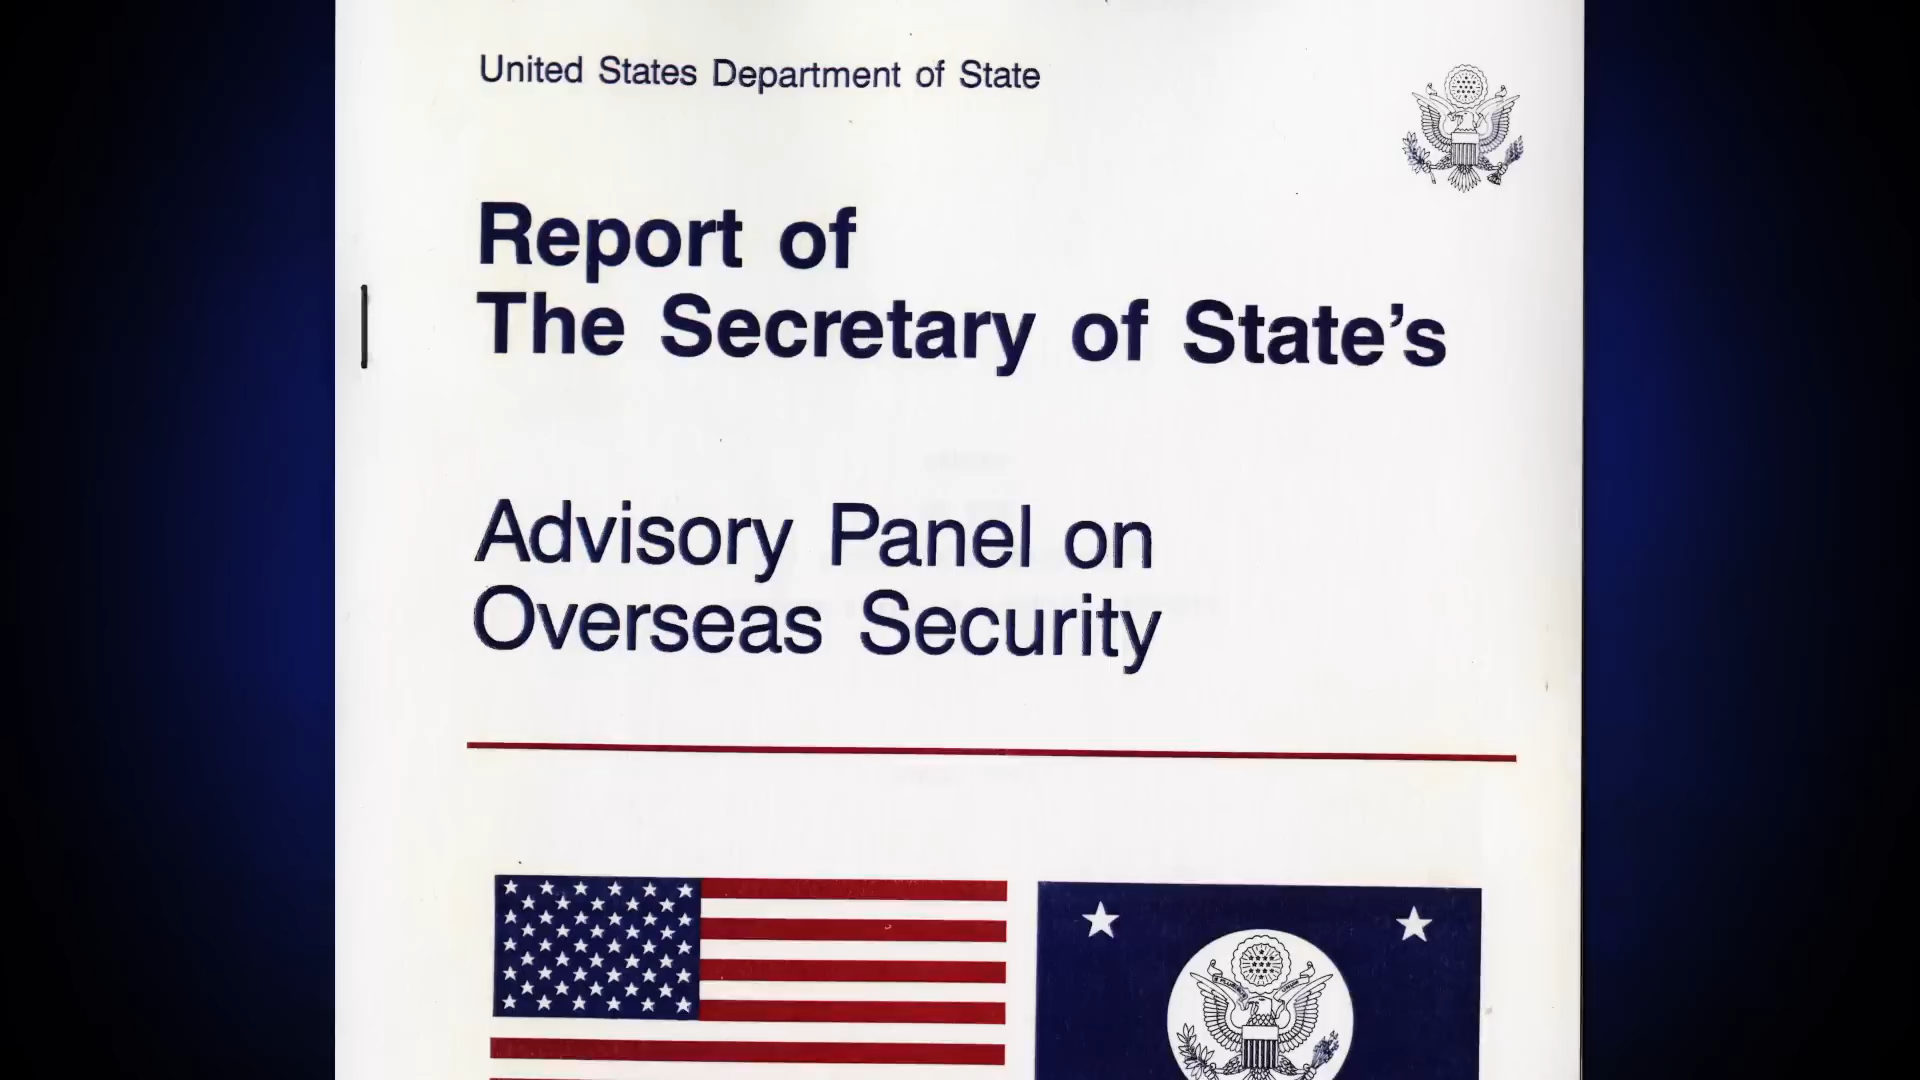 United States Department of State
Report of
The Secretary of State's
Advisory Panel on
Overseas Security